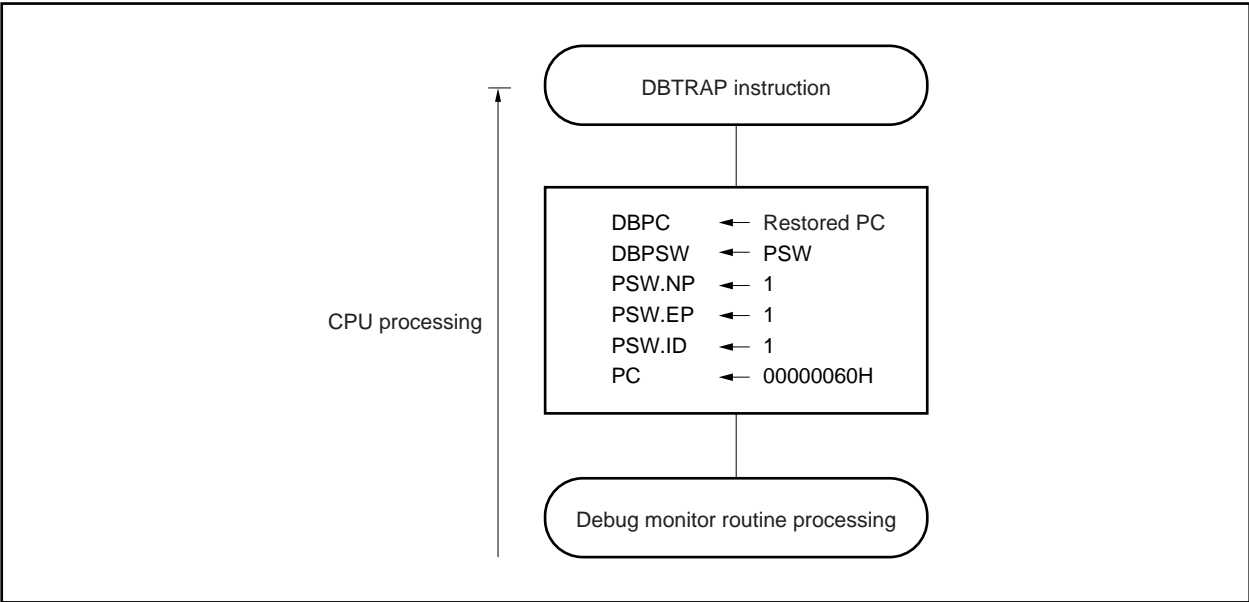 DBTRAP instruction
DBPC ← Restored PC
DBPSW ← PSW
PSW.NP ← 1
PSW.EP ← 1
PSW.ID ← 1
PC ← 00000060H
CPU processing
Debug monitor routine processing